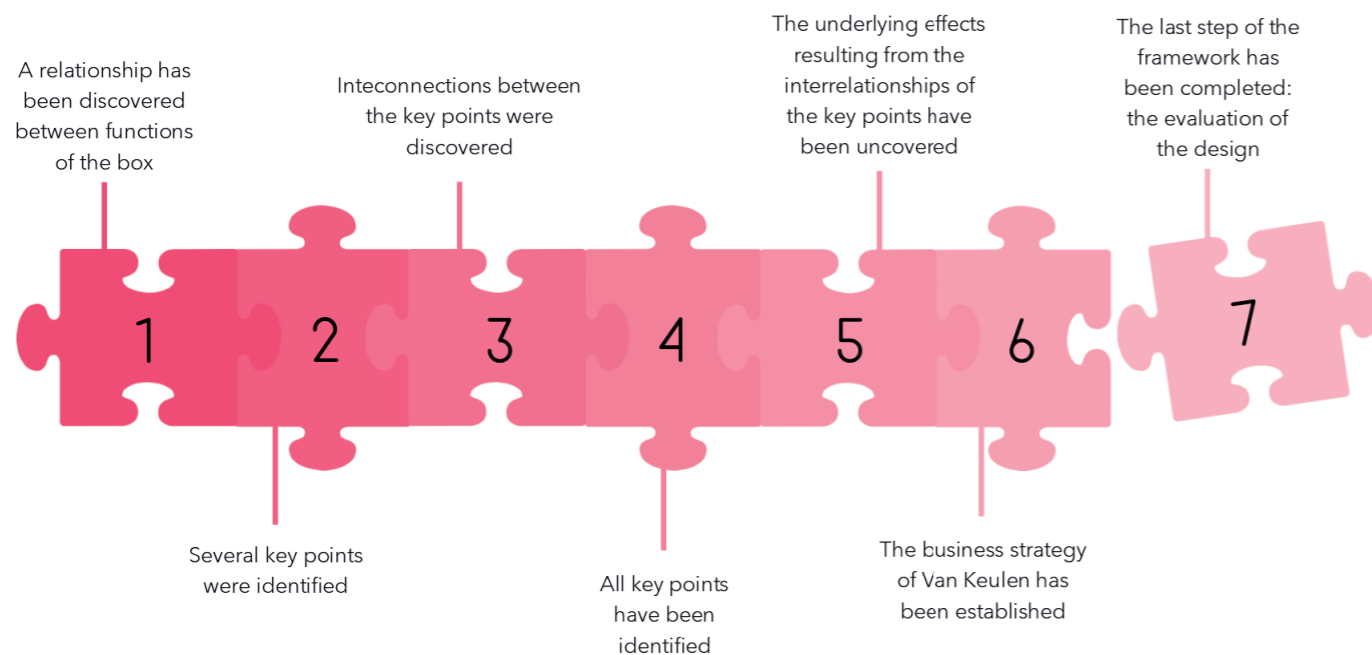 A relationship has
been discovered
between functions
of the box
1
Several key points
were identified
2
Inteconnections between
the key points were
discovered
3
All key points
have been
identified
4
The underlying effects
resulting from the
interrelationships of
the key points have
been uncovered
5
The business strategy
of Van Keulen has
been established
6
The last step of the
framework has
been completed:
the evaluation of
the design
7